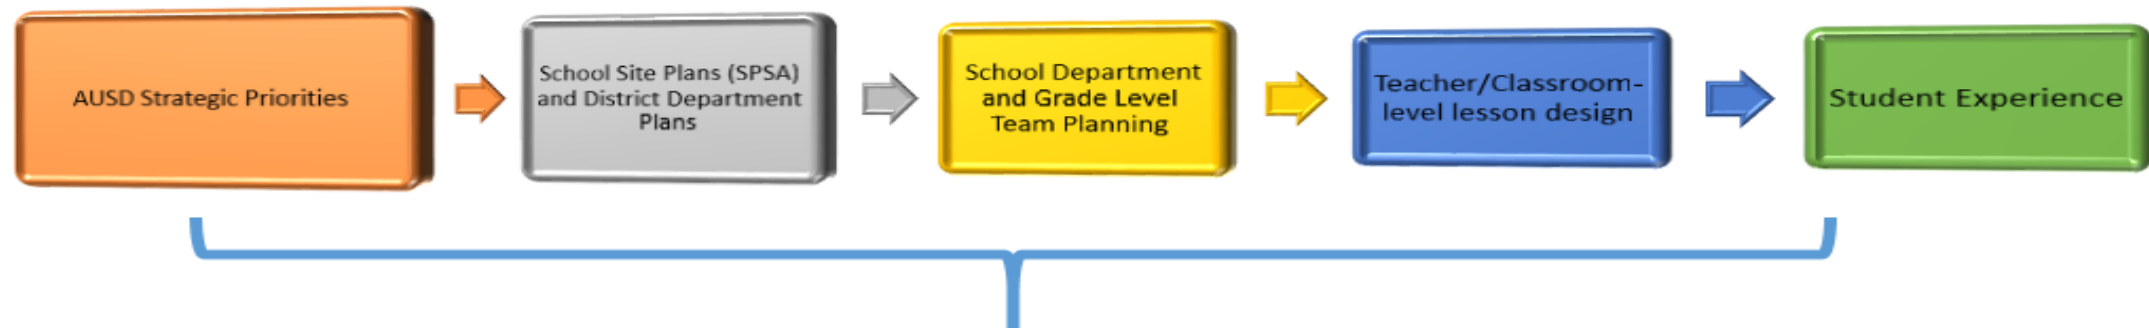 AUSD Strategic Priorities
School Site Plans (SPSA)
and District Department
Plans
School Department
and Grade Level
Team Planning
Teacher/Classroom-
level lesson design
Student Experience